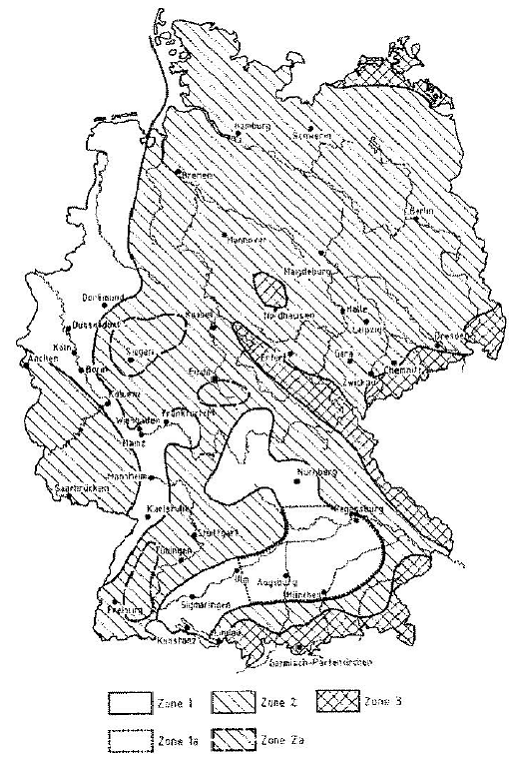 Hamburg
Schwerin
Bremen
Berlin
Hannover
Magdeburg
Dortmund
Nordhausen
Halle
Düsseldorf
Kassel
Leipzig
Dresden
Köln
Siegen
Erfurt
Gera
Aachen
Bonn
Chemnitz
Fulda
Zwickau
Koblenz
Frankfurt/M
Wiesbaden
Mainz
Mannheim
Nürnberg
Saarbrücken
Karlsruhe
Regensburg
Stuttgart
Tübingen
Ulm
Augsburg
München
Freiburg
Sigmaringen
Konstanz
Lindau
Garmisch-Partenkirchen
Zone 1
Zone 2
Zone 3
Zone 1a
Zone 2a